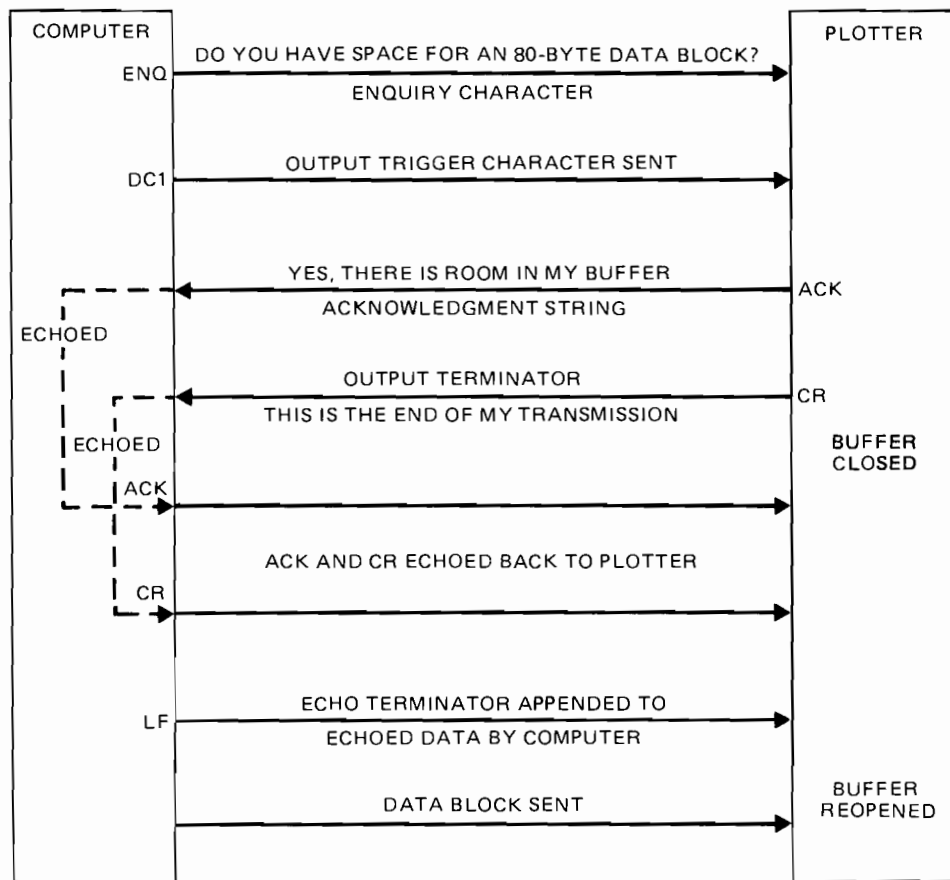 COMPUTER
PLOTTER
DO YOU HAVE SPACE FOR AN 80-BYTE DATA BLOCK?
ENQ
ENQUIRY CHARACTER
OUTPUT TRIGGER CHARACTER SENT
DC1
YES, THERE IS ROOM IN MY BUFFER
ACK
ACKNOWLEDGMENT STRING
ECHOED
OUTPUT TERMINATOR
CR
THIS IS THE END OF MY TRANSMISSION
ECHOED
BUFFER
CLOSED
ACK
ACK AND CR ECHOED BACK TO PLOTTER
CR
ECHO TERMINATOR APPENDED TO
LF
ECHOED DATA BY COMPUTER
BUFFER
REOPENED
DATA BLOCK SENT